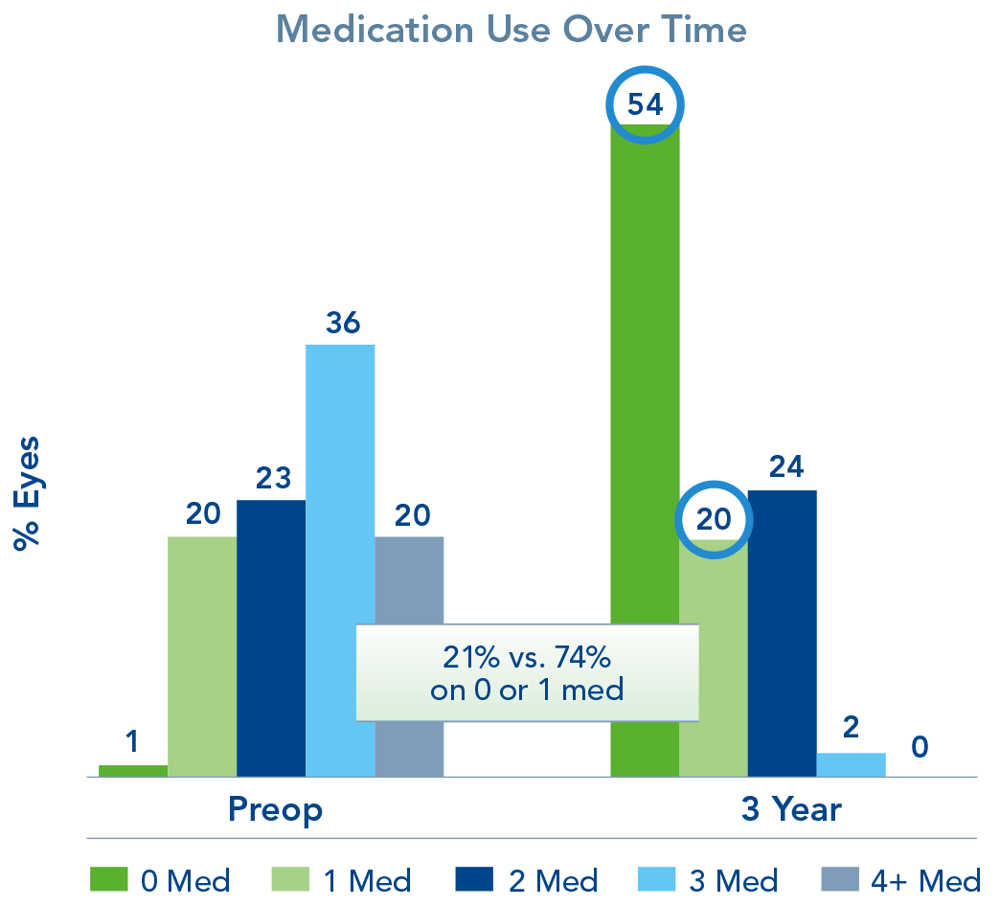 Medication Use Over Time
% Eyes
1
20
23
36
20
54
20
24
2
0
21% vs. 74%
on 0 or 1 med
Preop
3 Year
0 Med
1 Med
2 Med
3 Med
4+ Med